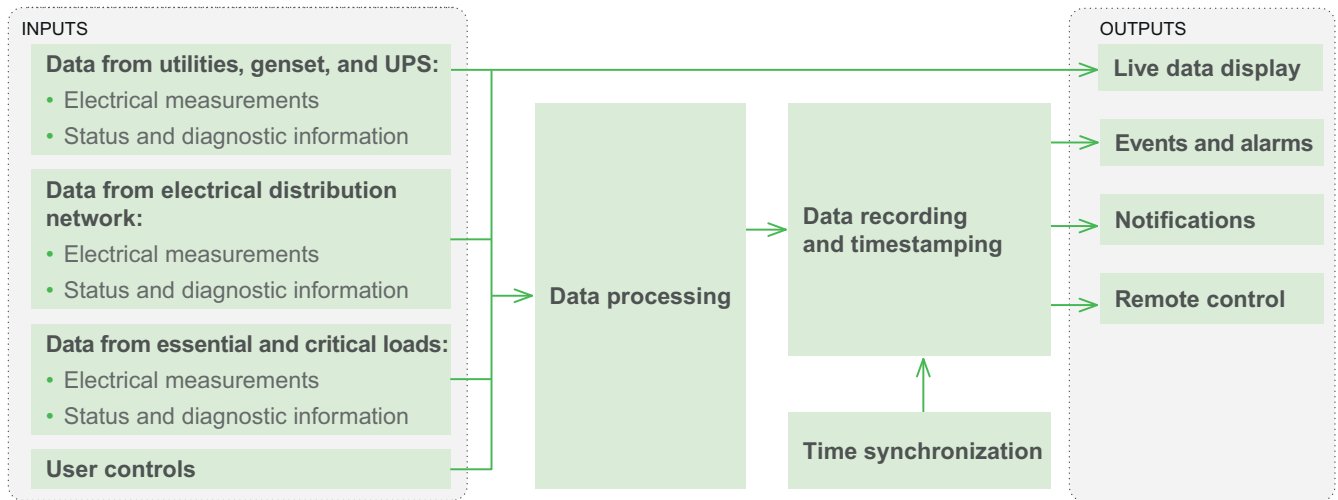 INPUTS
Data from utilities, genset, and UPS:
• Electrical measurements
• Status and diagnostic information
Data from electrical distribution
network:
• Electrical measurements
• Status and diagnostic information
Data from essential and critical loads:
• Electrical measurements
• Status and diagnostic information
User controls
Data processing
Data recording
and timestamping
Time synchronization
OUTPUTS
Live data display
Events and alarms
Notifications
Remote control